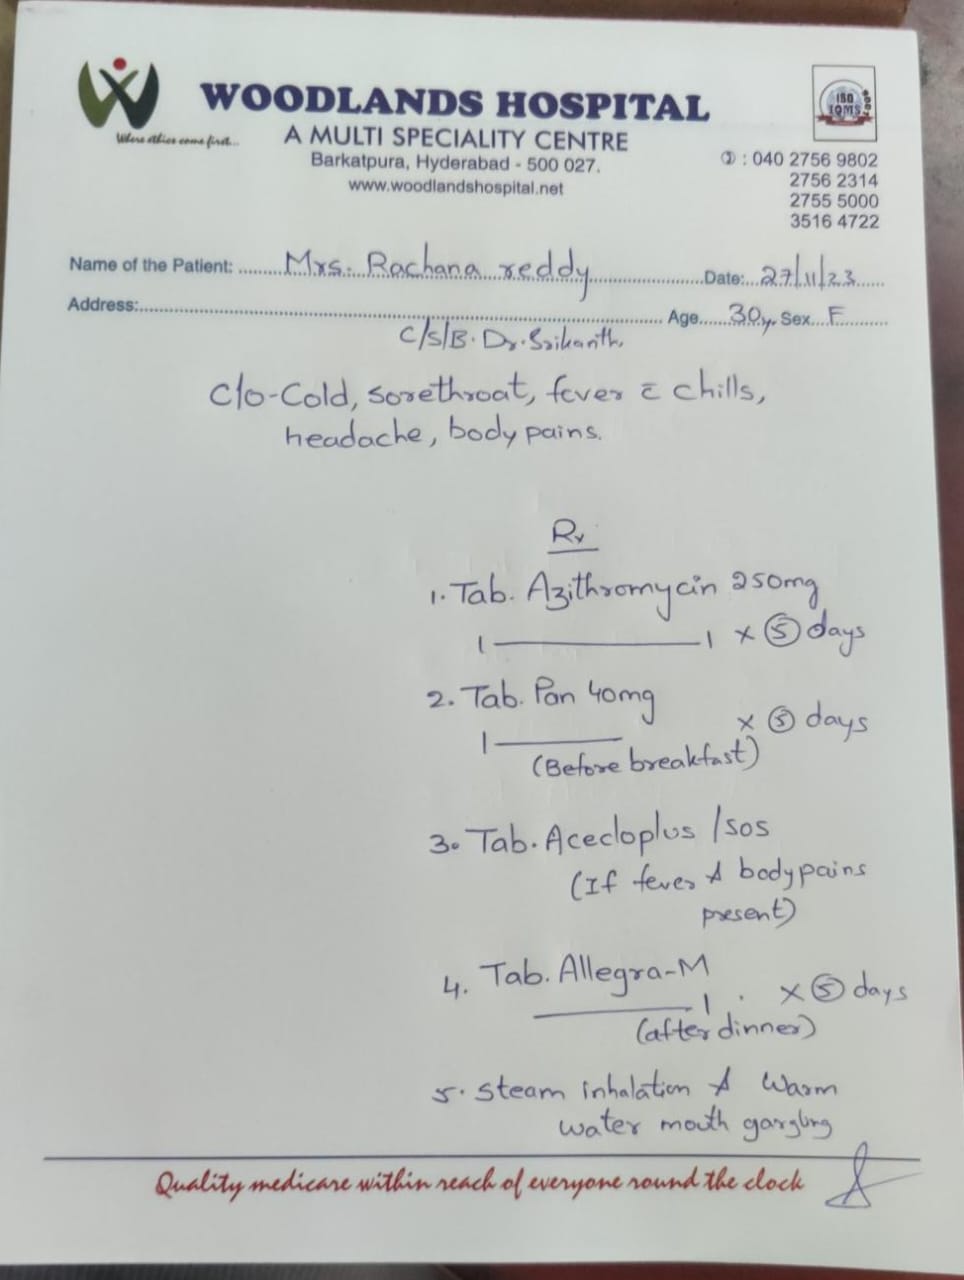 WOODLANDS HOSPITAL
A MULTI SPECIALITY CENTRE
Where ethics come first...
Barkatpura, Hyderabad - 500 027.
www.woodlandshospital.net
ISO
IQMS
: 040 2756 9802
2756 2314
2755 5000
3516 4722
Name of the Patient: Mrs. Rachana reddy Date: 27/11/23
Address: Age 30y Sex F
C/S/B. Dr. Srikanth
C/o-Cold, sorethroat, fever c̄ chills,
headache, body pains.
Rx
1. Tab. Azithromycin 250mg
1 ——— 1 x ⑤ days
2. Tab. Pan 40mg
1 ——— x ⑤ days
(Before breakfast)
3. Tab. Acecloplus /sos
(If fever & body pains
present)
4. Tab. Allegra-M
——— 1 x ⑤ days
(after dinner)
5. Steam inhalation & Warm
water mouth gargling
Quality medicare within reach of everyone round the clock